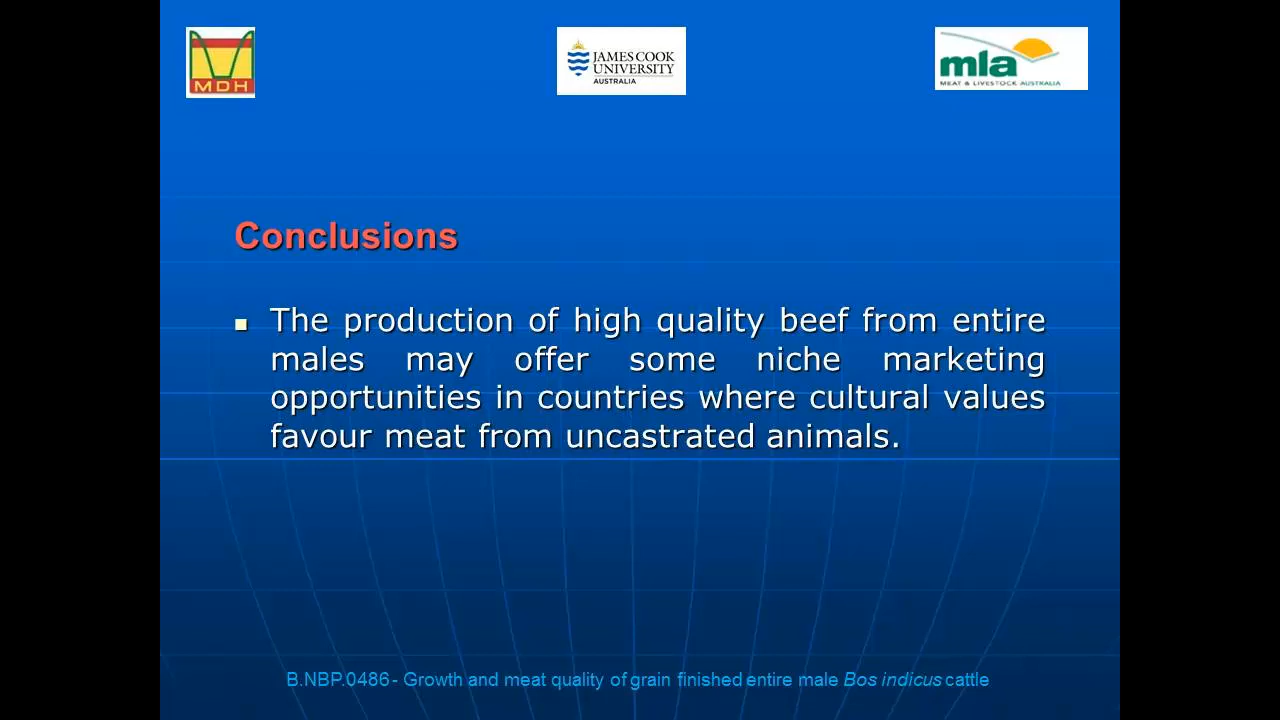 MDH
JAMES COOK
UNIVERSITY
AUSTRALIA
mla
MEAT & LIVESTOCK AUSTRALIA
Conclusions
The production of high quality beef from entire
males may offer some niche marketing
opportunities in countries where cultural values
favour meat from uncastrated animals.
B.NBP.0486 - Growth and meat quality of grain finished entire male Bos indicus cattle